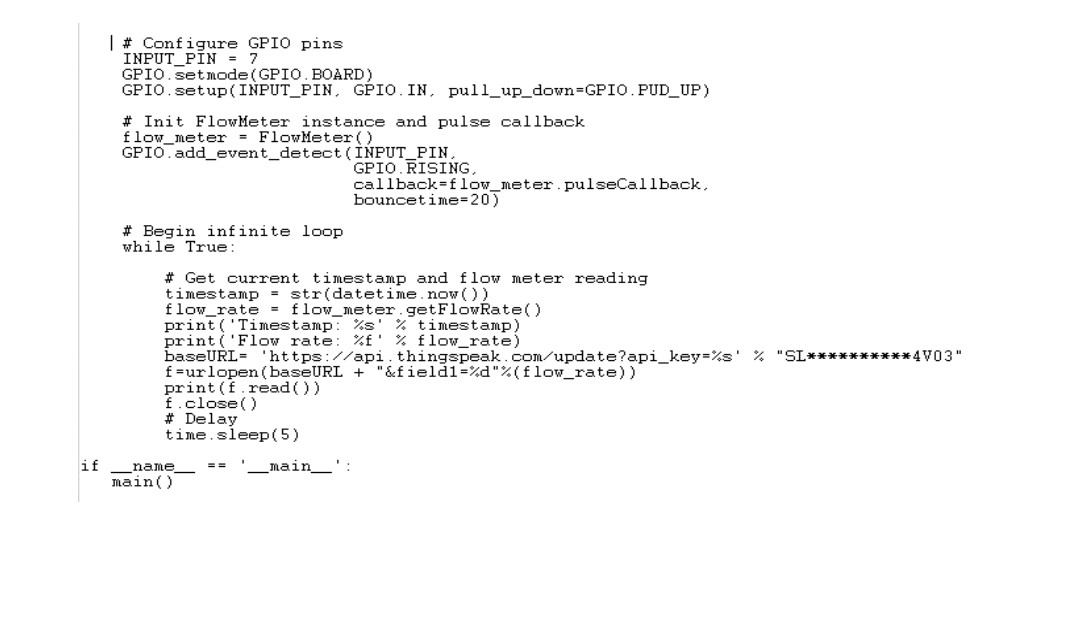 # Configure GPIO pins
INPUT_PIN = 7
GPIO.setmode(GPIO.BOARD)
GPIO.setup(INPUT_PIN, GPIO.IN, pull_up_down=GPIO.PUD_UP)
# Init FlowMeter instance and pulse callback
flow_meter = FlowMeter()
GPIO.add_event_detect(INPUT_PIN,
GPIO.RISING,
callback=flow_meter.pulseCallback,
bouncetime=20)
# Begin infinite loop
while True:
# Get current timestamp and flow meter reading
timestamp = str(datetime.now())
flow_rate = flow_meter.getFlowRate()
print('Timestamp: %s' % timestamp)
print('Flow rate: %f' % flow_rate)
baseURL= 'https://api.thingspeak.com/update?api_key=%s' % "SL**********4V03"
f=urlopen(baseURL + "&field1=%d"%(flow_rate))
print(f.read())
f.close()
# Delay
time.sleep(5)
if __name__ == '__main__':
main()